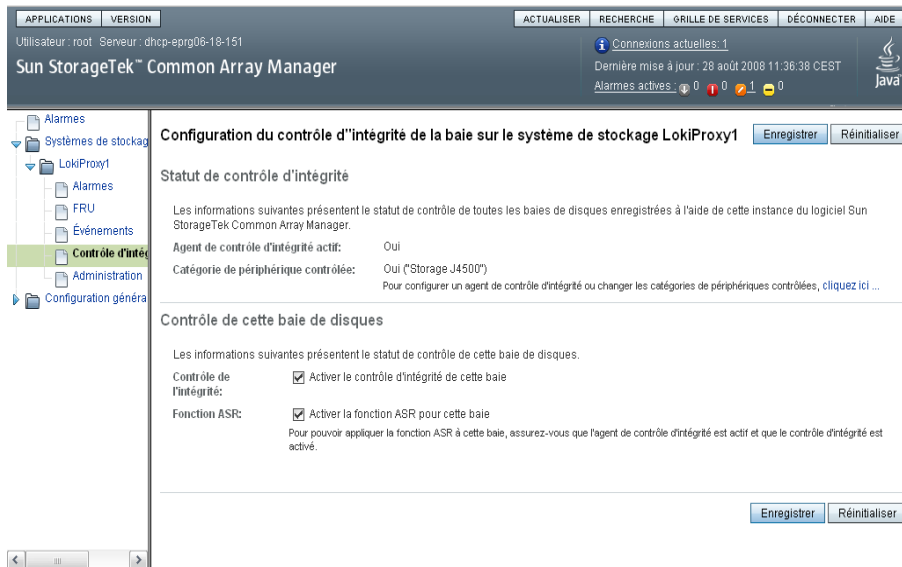 APPLICATIONS VERSION
ACTUALISER RECHERCHE GRILLE DE SERVICES DÉCONNECTER AIDE
Utilisateur : root Serveur : dhcp-eprg06-18-151
Sun StorageTek™ Common Array Manager
Connexions actuelles: 1
Dernière mise à jour : 28 août 2008 11:36:38 CEST
Alarmes actives : 0 0 1 0
Java
Alarmes
Systèmes de stockag
LokiProxy1
Alarmes
FRU
Événements
Contrôle d'intég
Administration
Configuration généra
Configuration du contrôle d''intégrité de la baie sur le système de stockage LokiProxy1
Enregistrer Réinitialiser
Statut de contrôle d'intégrité
Les informations suivantes présentent le statut de contrôle de toutes les baies de disques enregistrées à l'aide de cette instance du logiciel Sun
StorageTek Common Array Manager.
Agent de contrôle d'intégrité actif: Oui
Catégorie de périphérique contrôlée: Oui ("Storage J4500")
Pour configurer un agent de contrôle d'intégrité ou changer les catégories de périphériques contrôlées, cliquez ici ...
Contrôle de cette baie de disques
Les informations suivantes présentent le statut de contrôle de cette baie de disques.
Contrôle de
l'intégrité:
Activer le contrôle d'intégrité de cette baie
Fonction ASR: Activer la fonction ASR pour cette baie
Pour pouvoir appliquer la fonction ASR à cette baie, assurez-vous que l'agent de contrôle d'intégrité est actif et que le contrôle d'intégrité est
activé.
Enregistrer Réinitialiser